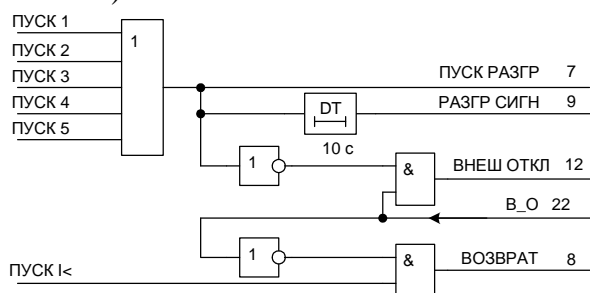 ПУСК 1
ПУСК 2
ПУСК 3
ПУСК 4
ПУСК 5
1
ПУСК РАЗГР 7
DT
РАЗГР СИГН 9
10 с
1
&
ВНЕШ ОТКЛ 12
В_О 22
1
&
ВОЗВРАТ 8
ПУСК I<